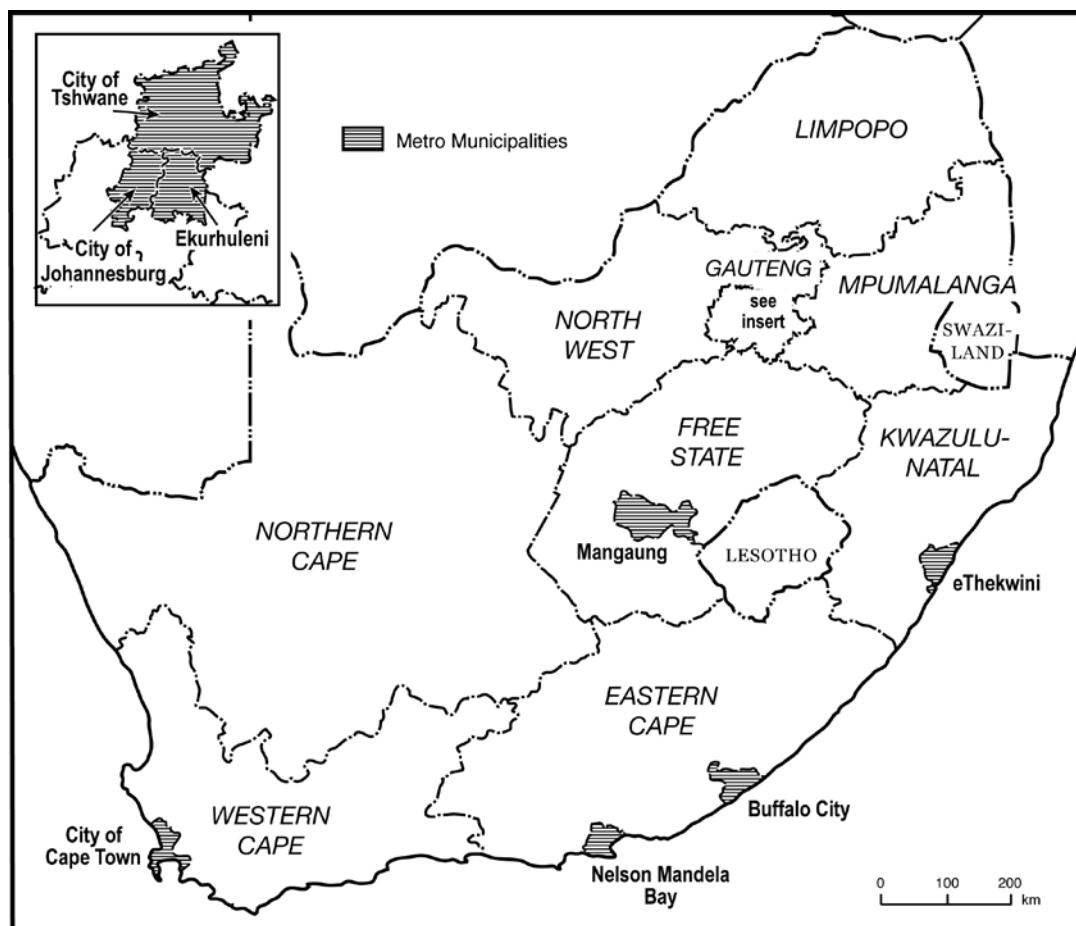 City of
Tshwane
City of
Johannesburg
Ekurhuleni
Metro Municipalities
LIMPOPO
GAUTENG
see
insert
MPUMALANGA
SWAZI-
LAND
NORTH
WEST
FREE
STATE
KWAZULU-
NATAL
NORTHERN
CAPE
Mangaung
LESOTHO
eThekwini
EASTERN
CAPE
Buffalo City
WESTERN
CAPE
City of
Cape Town
Nelson Mandela
Bay
0 100 200
km